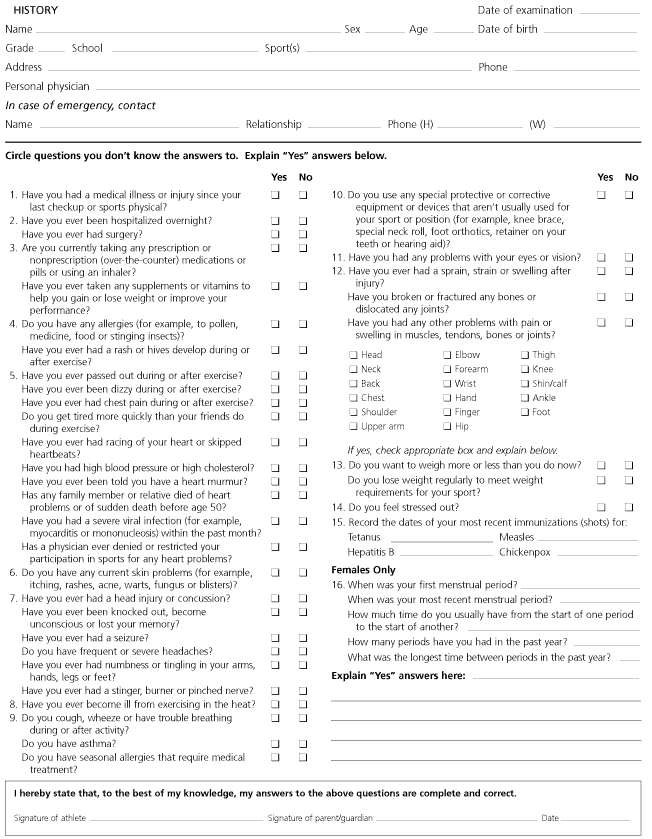 HISTORY
Date of examination
Name Sex Age Date of birth
Grade School Sport(s)
Address Phone
Personal physician
In case of emergency, contact
Name Relationship Phone (H) (W)
Circle questions you don't know the answers to. Explain "Yes" answers below.
Yes No
1. Have you had a medical illness or injury since your
last checkup or sports physical?
2. Have you ever been hospitalized overnight?
Have you ever had surgery?
3. Are you currently taking any prescription or
nonprescription (over-the-counter) medications or
pills or using an inhaler?
Have you ever taken any supplements or vitamins to
help you gain or lose weight or improve your
performance?
4. Do you have any allergies (for example, to pollen,
medicine, food or stinging insects)?
Have you ever had a rash or hives develop during or
after exercise?
5. Have you ever passed out during or after exercise?
Have you ever been dizzy during or after exercise?
Have you ever had chest pain during or after exercise?
Do you get tired more quickly than your friends do
during exercise?
Have you ever had racing of your heart or skipped
heartbeats?
Have you had high blood pressure or high cholesterol?
Have you ever been told you have a heart murmur?
Has any family member or relative died of heart
problems or of sudden death before age 50?
Have you had a severe viral infection (for example,
myocarditis or mononucleosis) within the past month?
Has a physician ever denied or restricted your
participation in sports for any heart problems?
6. Do you have any current skin problems (for example,
itching, rashes, acne, warts, fungus or blisters)?
7. Have you ever had a head injury or concussion?
Have you ever been knocked out, become
unconscious or lost your memory?
Have you ever had a seizure?
Do you have frequent or severe headaches?
Have you ever had numbness or tingling in your arms,
hands, legs or feet?
Have you ever had a stinger, burner or pinched nerve?
8. Have you ever become ill from exercising in the heat?
9. Do you cough, wheeze or have trouble breathing
during or after activity?
Do you have asthma?
Do you have seasonal allergies that require medical
treatment?
Yes No
10. Do you use any special protective or corrective
equipment or devices that aren't usually used for
your sport or position (for example, knee brace,
special neck roll, foot orthotics, retainer on your
teeth or hearing aid)?
11. Have you had any problems with your eyes or vision?
12. Have you ever had a sprain, strain or swelling after
injury?
Have you broken or fractured any bones or
dislocated any joints?
Have you had any other problems with pain or
swelling in muscles, tendons, bones or joints?
Head Elbow Thigh
Neck Forearm Knee
Back Wrist Shin/calf
Chest Hand Ankle
Shoulder Finger Foot
Upper arm Hip
If yes, check appropriate box and explain below.
13. Do you want to weigh more or less than you do now?
Do you lose weight regularly to meet weight
requirements for your sport?
14. Do you feel stressed out?
15. Record the dates of your most recent immunizations (shots) for:
Tetanus Measles
Hepatitis B Chickenpox
Females Only
16. When was your first menstrual period?
When was your most recent menstrual period?
How much time do you usually have from the start of one period
to the start of another?
How many periods have you had in the past year?
What was the longest time between periods in the past year?
Explain "Yes" answers here:
I hereby state that, to the best of my knowledge, my answers to the above questions are complete and correct.
Signature of athlete Signature of parent/guardian Date